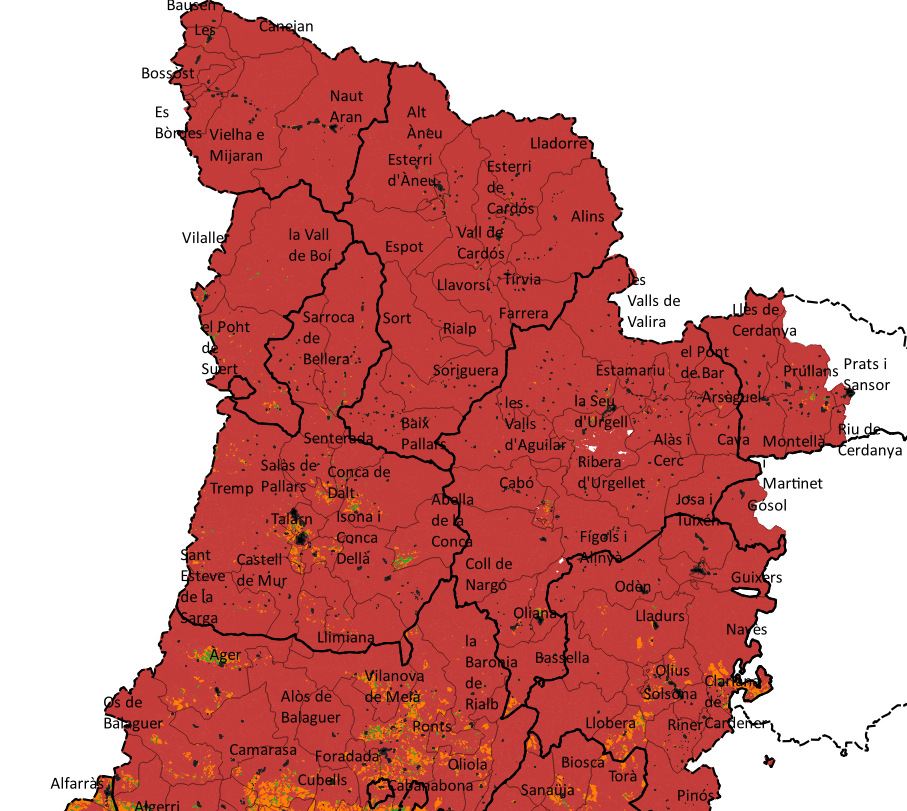 Bausen
Les
Canejan
Bossòst
Es
Bòrdes
Vielha e
Mijaran
Naut
Aran
Alt
Àneu
Esterri
d'Àneu
Lladorre
Esterri
de
Cardós
Alins
Vilaller
la Vall
de Boí
Espot
Vall de
Cardós
Llavorsí
Tírvia
Farrera
les
Valls de
Valira
Sarroca
de
Bellera
Sort
Rialp
el Pont
de
Suert
Soriguera
Estamariu
el Pont
de Bar
Lles de
Cerdanya
Prullans
Prats i
Sansor
Arsèguel
les
Valls
d'Aguilar
la Seu
d'Urgell
Baix
Pallars
Senterada
Alàs i
Cerc
Cava
Montellà
i
Martinet
Riu de
Cerdanya
Ribera
d'Urgellet
Salàs de
Pallars
Conca de
Dalt
Tremp
Cabó
Abella
de la
Conca
Josa i
Tuixén
Gósol
Talarn
Isona i
Conca
Dellà
Fígols i
Alinyà
Sant
Esteve
de la
Sarga
Castell
de Mur
Coll de
Nargó
Odèn
Guixers
Oliana
Lladurs
Navès
Llimiana
la
Baronia
de
Rialb
Bassella
Àger
Vilanova
de Meià
Olius
Solsona
Clariana
de
Cardener
Os de
Balaguer
Alòs de
Balaguer
Ponts
Llobera
Riner
Camarasa
Foradada
Oliola
Biosca
Torà
Alfarràs
Cubells
Cabanabona
Sanaüja
Pinós
Algerri